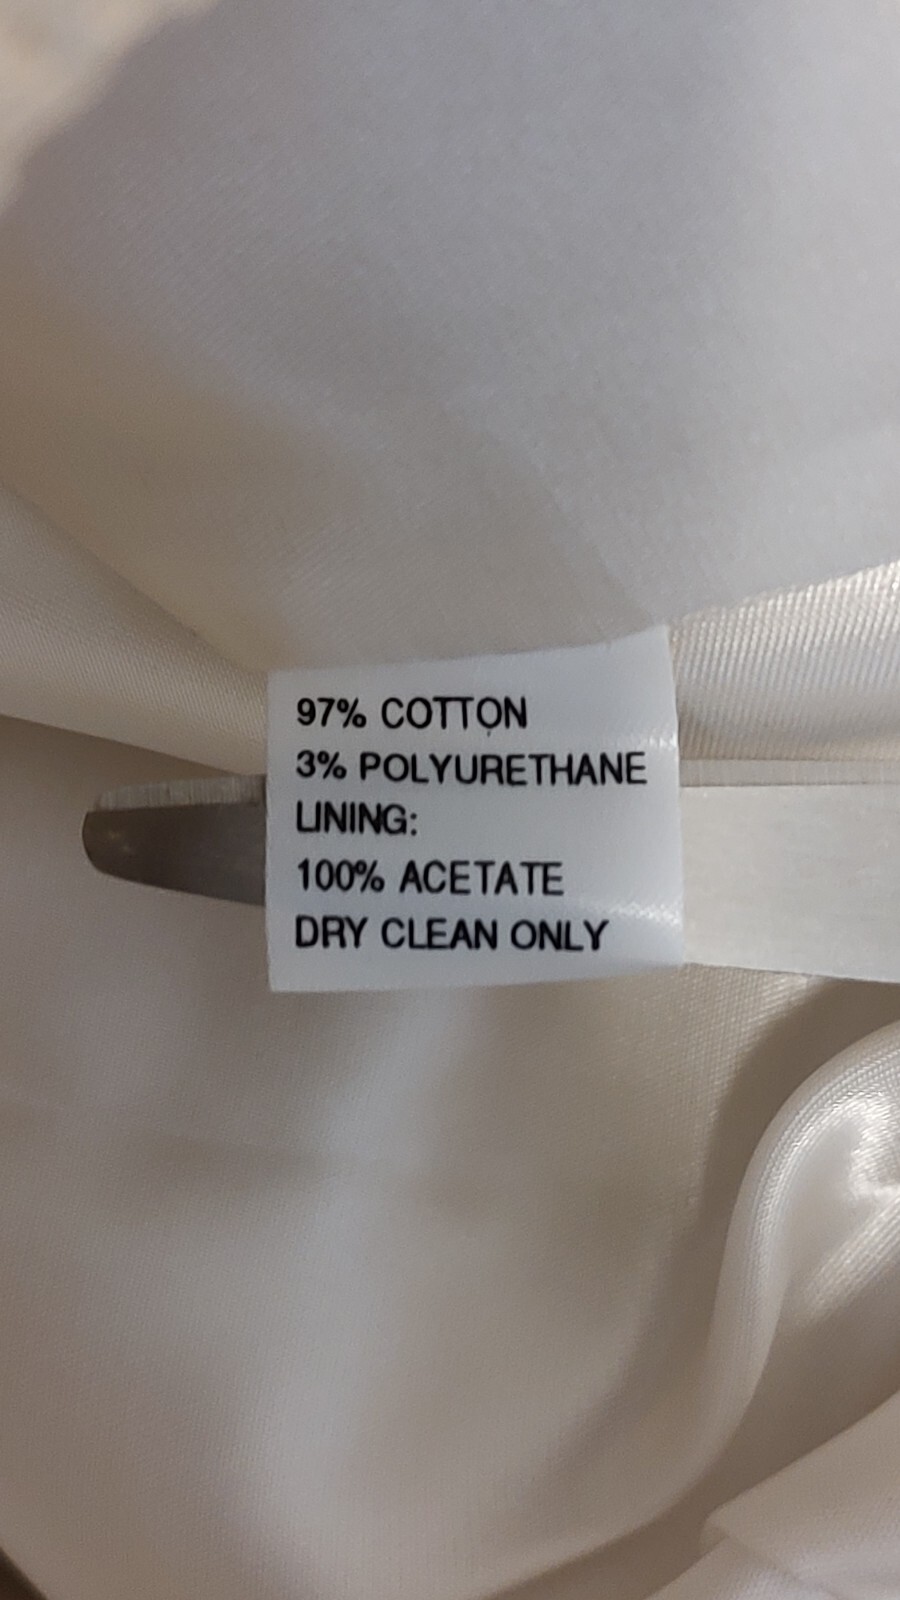 97% COTTON
3% POLYURETHANE
LINING:
100% ACETATE
DRY CLEAN ONLY